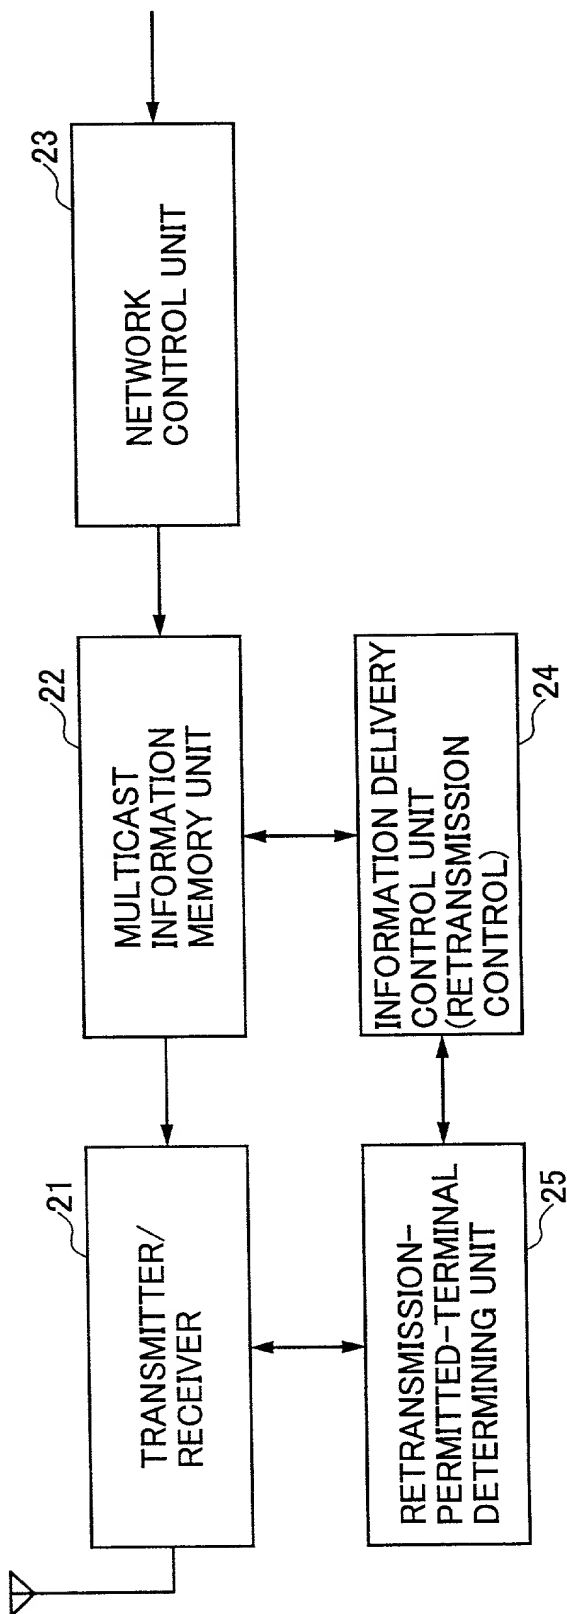 21
TRANSMITTER/
RECEIVER
22
MULTICAST
INFORMATION
MEMORY UNIT
23
NETWORK
CONTROL UNIT
RETRANSMISSION-
PERMITTED-TERMINAL
DETERMINING UNIT
25
INFORMATION DELIVERY
CONTROL UNIT
(RETRANSMISSION
CONTROL)
24